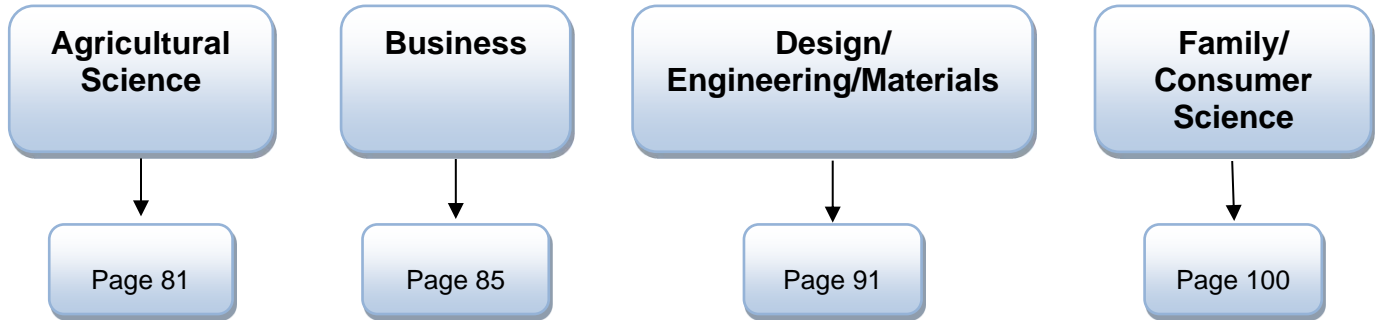 Agricultural
Science
Business
Design/
Engineering/Materials
Family/
Consumer
Science
Page 81
Page 85
Page 91
Page 100